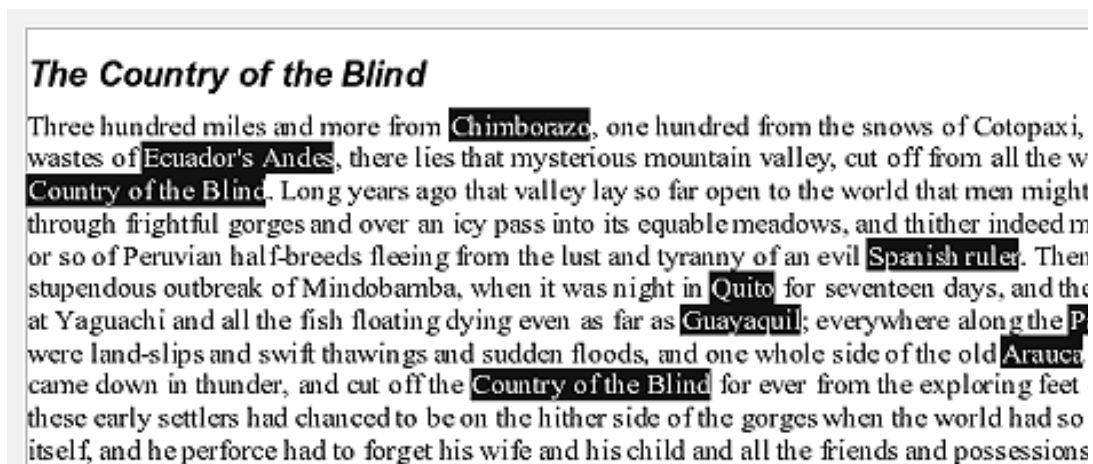 The Country of the Blind
Three hundred miles and more from Chimborazo, one hundred from the snows of Cotopaxi,
wastes of Ecuador's Andes, there lies that mysterious mountain valley, cut off from all the w
Country of the Blind. Long years ago that valley lay so far open to the world that men might
through frightful gorges and over an icy pass into its equable meadows, and thither indeed m
or so of Peruvian half-breeds fleeing from the lust and tyranny of an evil Spanish ruler. Then
stupendous outbreak of Mindobamba, when it was night in Quito for seventeen days, and the
at Yaguachi and all the fish floating dying even as far as Guayaquil; everywhere along the P
were land-slips and swift thawings and sudden floods, and one whole side of the old Arauca
came down in thunder, and cut off the Country of the Blind for ever from the exploring feet
these early settlers had chanced to be on the hither side of the gorges when the world had so
itself, and he perforce had to forget his wife and his child and all the friends and possessions